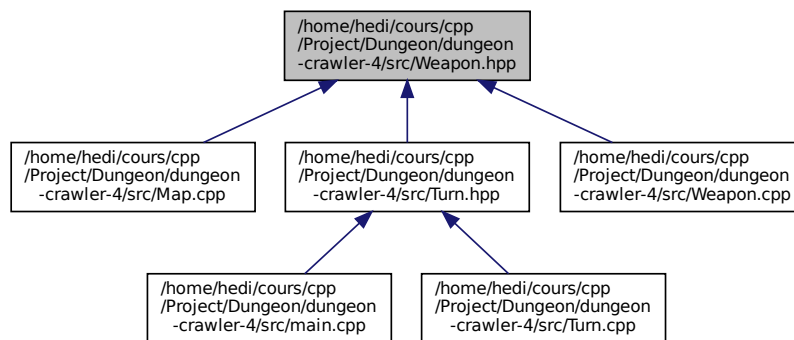 /home/hedi/cours/cpp
/Project/Dungeon/dungeon
-crawler-4/src/Weapon.hpp
/home/hedi/cours/cpp
/Project/Dungeon/dungeon
-crawler-4/src/Map.cpp
/home/hedi/cours/cpp
/Project/Dungeon/dungeon
-crawler-4/src/Turn.hpp
/home/hedi/cours/cpp
/Project/Dungeon/dungeon
-crawler-4/src/Weapon.cpp
/home/hedi/cours/cpp
/Project/Dungeon/dungeon
-crawler-4/src/main.cpp
/home/hedi/cours/cpp
/Project/Dungeon/dungeon
-crawler-4/src/Turn.cpp